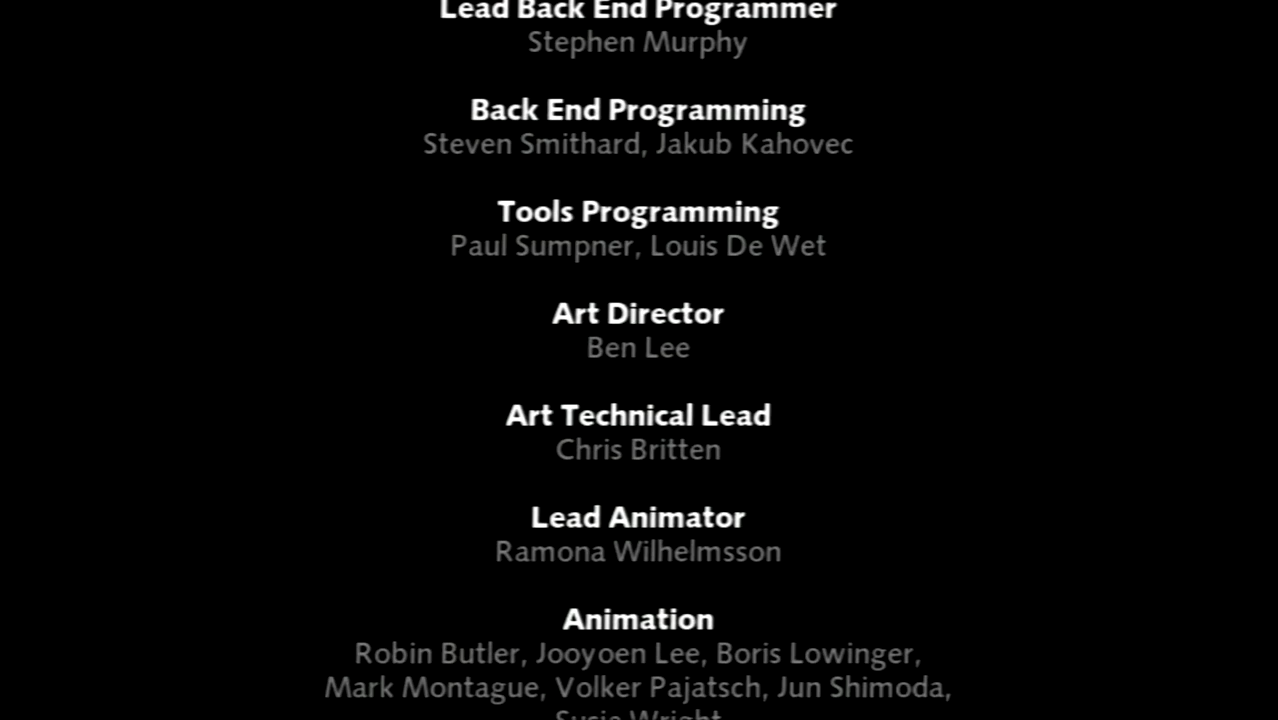 Lead Back End Programmer
Stephen Murphy
Back End Programming
Steven Smithard, Jakub Kahovec
Tools Programming
Paul Sumpner, Louis De Wet
Art Director
Ben Lee
Art Technical Lead
Chris Britten
Lead Animator
Ramona Wilhelmsson
Animation
Robin Butler, Jooyoen Lee, Boris Lowinger,
Mark Montague, Volker Pajatsch, Jun Shimoda,
Susie Wright